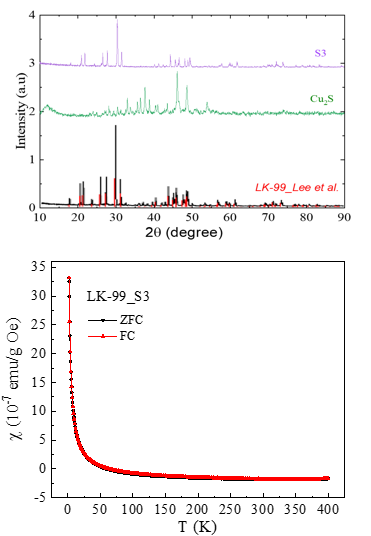 4
3
2
1
0
Intensity (a.u)
S3
Cu₂S
LK-99_Lee et al.
10 20 30 40 50 60 70 80 90
2θ (degree)
35
30
25
20
15
10
5
0
-5
χ (10⁻⁷ emu/g Oe)
LK-99_S3
ZFC
FC
0 50 100 150 200 250 300 350 400
T (K)